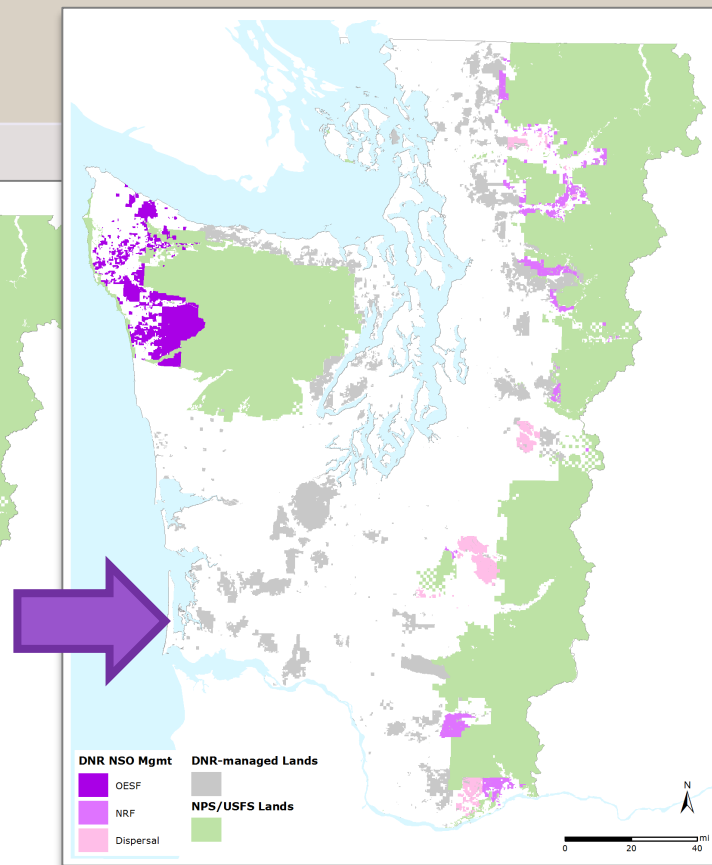 DNR NSO Mgmt
OESF
NRF
Dispersal
DNR-managed Lands
NPS/USFS Lands
N
mi
0 20 40